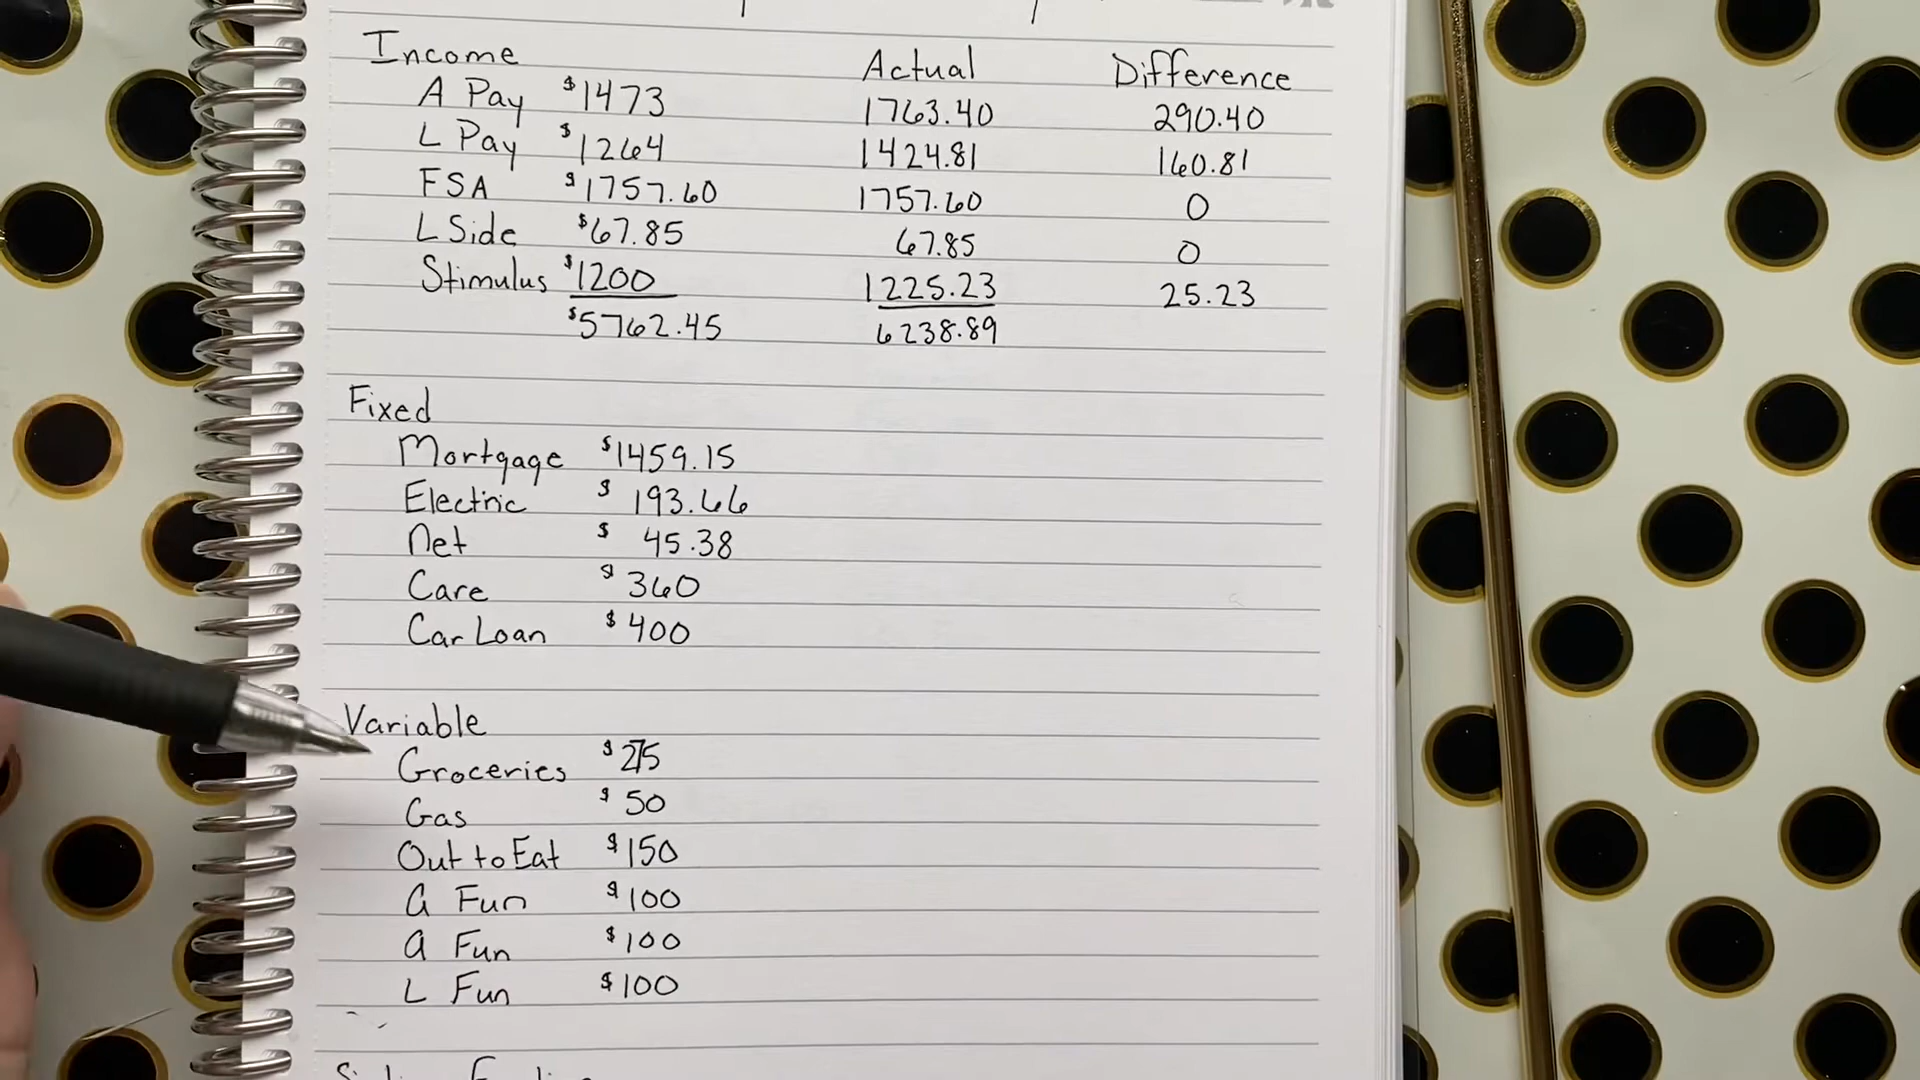 Income Actual Difference
A Pay $1473 1763.40 290.40
L Pay $1264 1424.81 160.81
FSA $1757.60 1757.60 0
L Side $67.85 67.85 0
Stimulus $1200 1225.23 25.23
$5762.45 6238.89
Fixed
Mortgage $1459.15
Electric $193.66
Net $45.38
Care $360
Car Loan $400
Variable
Groceries $275
Gas $50
Out to Eat $150
a Fun $100
a Fun $100
L Fun $100